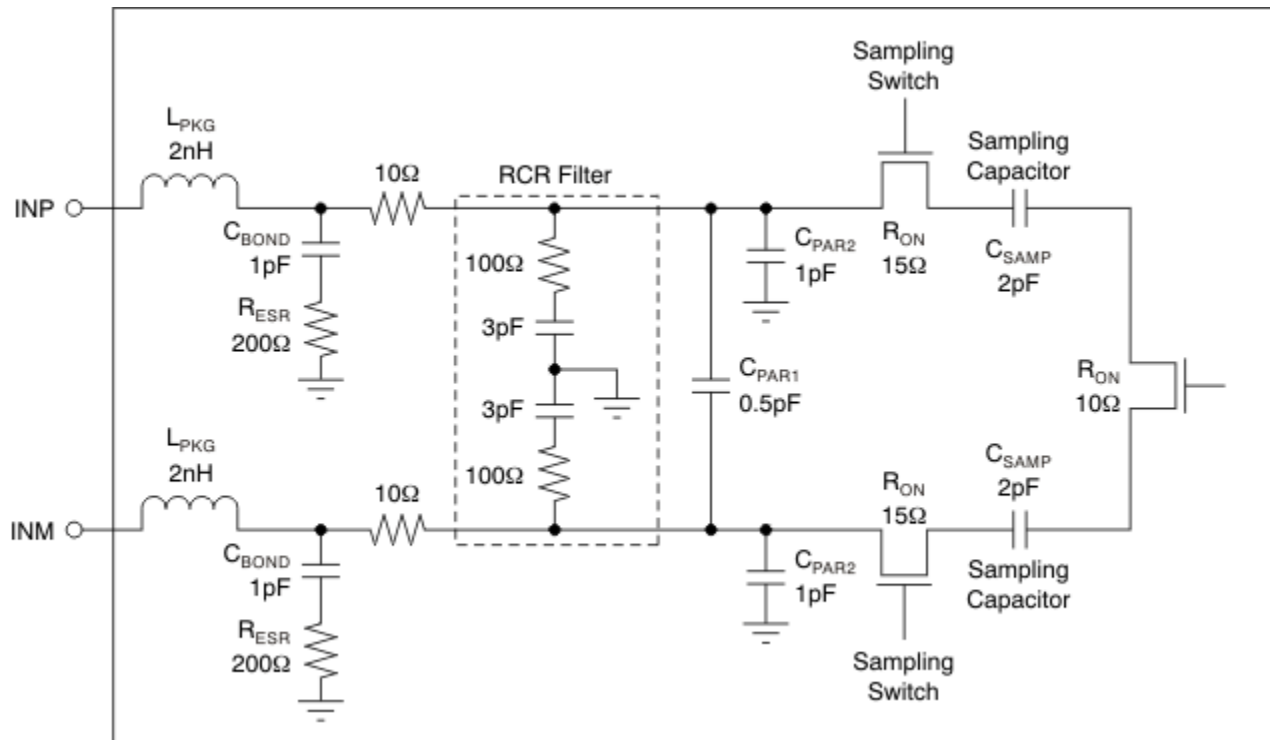 Sampling
Switch
L_PKG
2nH
Sampling
Capacitor
10Ω
RCR Filter
INP
C_BOND
1pF
100Ω
C_PAR2
1pF
R_ON
15Ω
C_SAMP
2pF
R_ESR
200Ω
3pF
C_PAR1
0.5pF
R_ON
10Ω
3pF
L_PKG
2nH
100Ω
C_SAMP
2pF
10Ω
R_ON
15Ω
INM
C_BOND
1pF
C_PAR2
1pF
Sampling
Capacitor
R_ESR
200Ω
Sampling
Switch